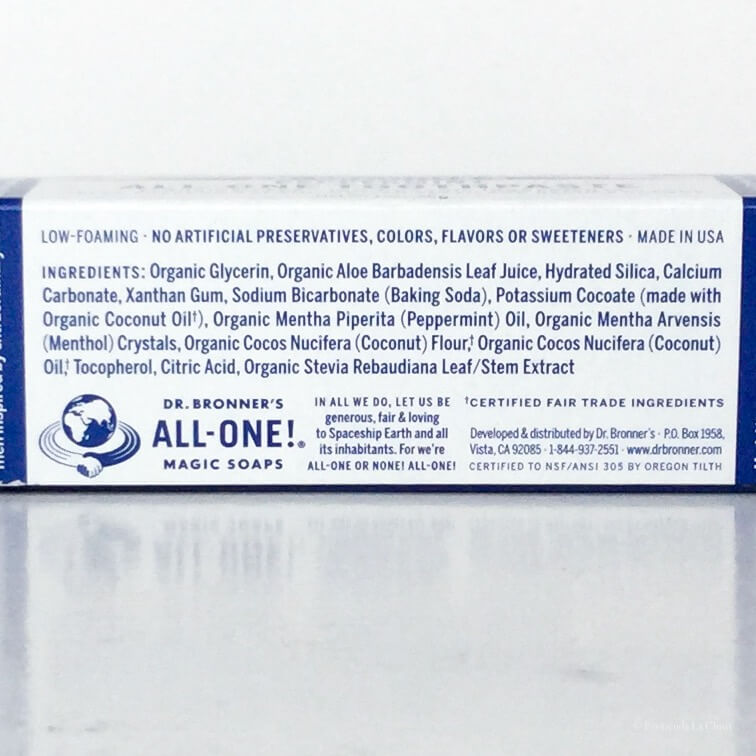 ALL-ONE TOOTHPASTE
LOW-FOAMING · NO ARTIFICIAL PRESERVATIVES, COLORS, FLAVORS OR SWEETENERS · MADE IN USA
INGREDIENTS: Organic Glycerin, Organic Aloe Barbadensis Leaf Juice, Hydrated Silica, Calcium
Carbonate, Xanthan Gum, Sodium Bicarbonate (Baking Soda), Potassium Cocoate (made with
Organic Coconut Oil†), Organic Mentha Piperita (Peppermint) Oil, Organic Mentha Arvensis
(Menthol) Crystals, Organic Cocos Nucifera (Coconut) Flour,† Organic Cocos Nucifera (Coconut)
Oil,† Tocopherol, Citric Acid, Organic Stevia Rebaudiana Leaf/Stem Extract
DR. BRONNER'S
ALL-ONE!®
MAGIC SOAPS
IN ALL WE DO, LET US BE
generous, fair & loving
to Spaceship Earth and all
its inhabitants. For we're
ALL-ONE OR NONE! ALL-ONE!
†CERTIFIED FAIR TRADE INGREDIENTS
Developed & distributed by Dr. Bronner's · P.O. Box 1958,
Vista, CA 92085 · 1-844-937-2551 · www.drbronner.com
CERTIFIED TO NSF/ANSI 305 BY OREGON TILTH